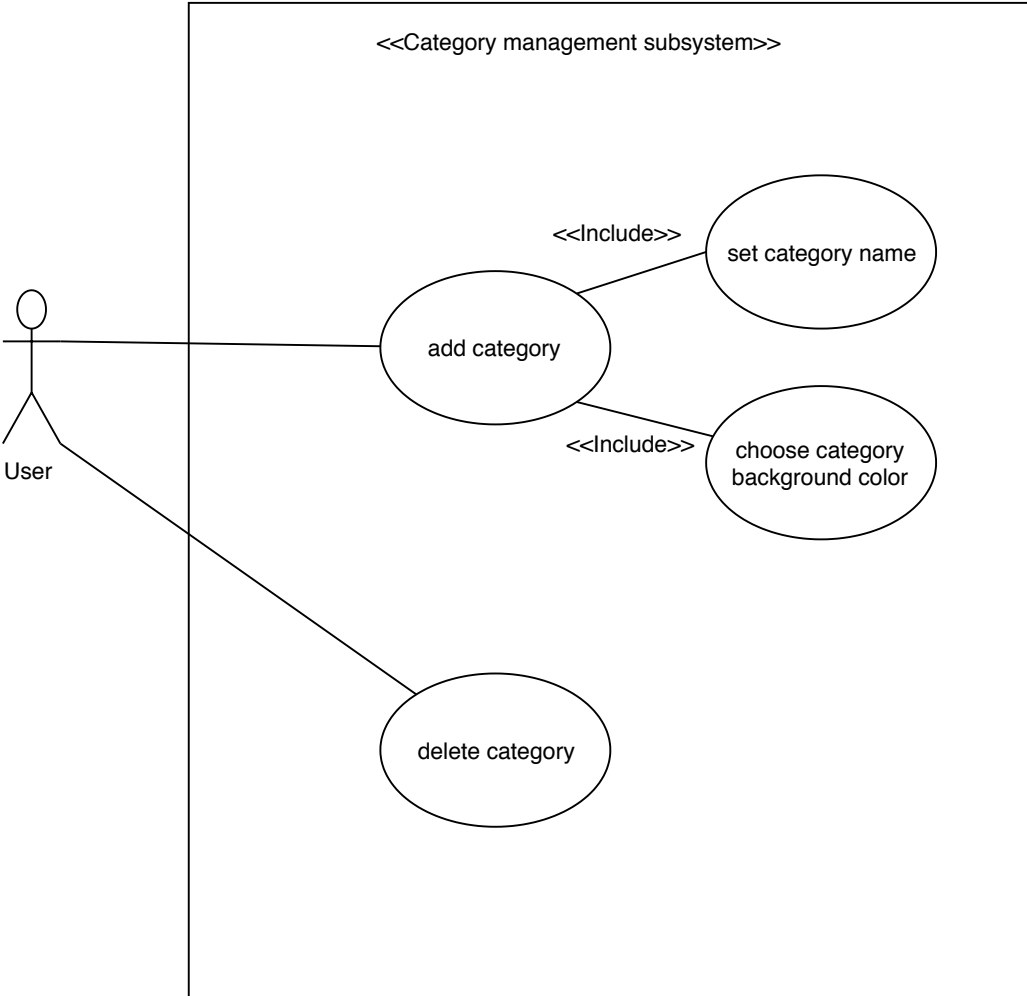 <<Category management subsystem>>
<<Include>>
set category name
add category
<<Include>>
choose category
background color
User
delete category